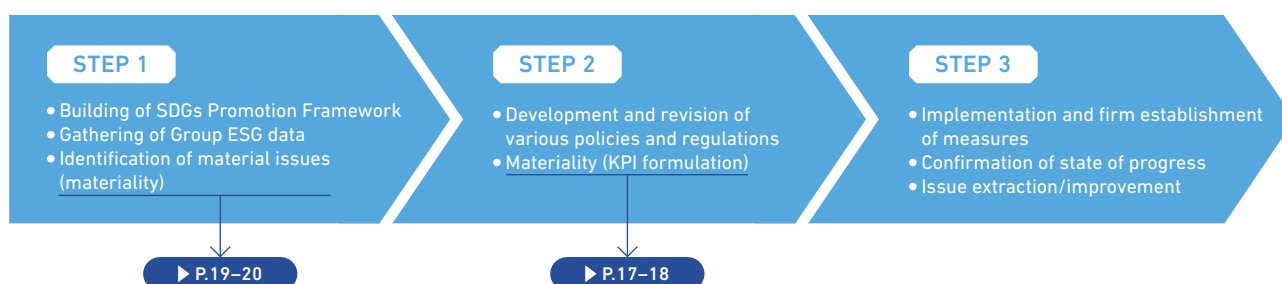 STEP 1
• Building of SDGs Promotion Framework
• Gathering of Group ESG data
• Identification of material issues
(materiality)
▶ P.19–20
STEP 2
• Development and revision of
various policies and regulations
• Materiality (KPI formulation)
▶ P.17–18
STEP 3
• Implementation and firm establishment
of measures
• Confirmation of state of progress
• Issue extraction/improvement